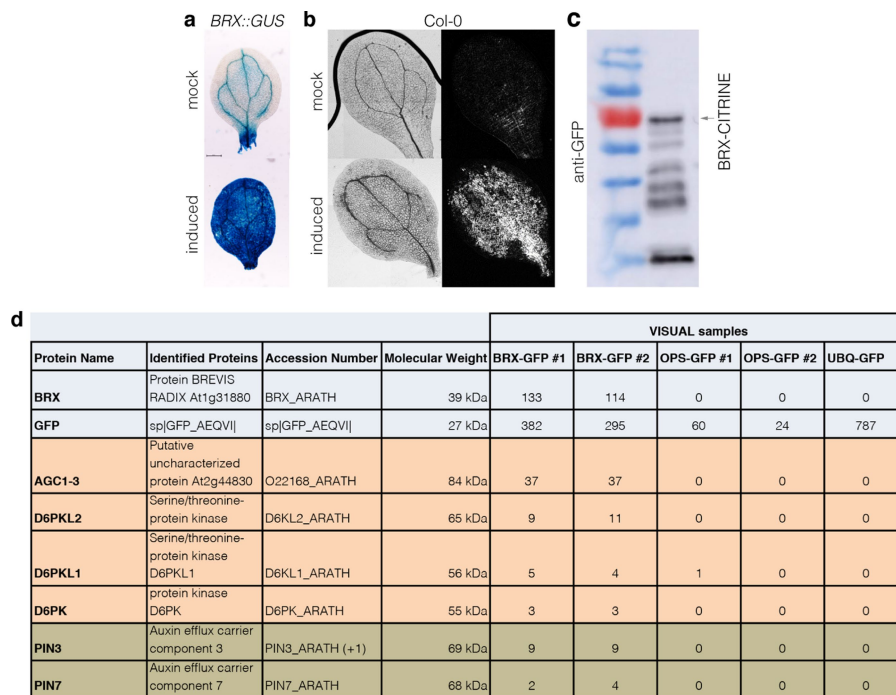 a BRX::GUS
b Col-0
c
mock
mock
induced
induced
anti-GFP
BRX-CITRINE
d
VISUAL samples
Protein Name Identified Proteins Accession Number Molecular Weight BRX-GFP #1 BRX-GFP #2 OPS-GFP #1 OPS-GFP #2 UBQ-GFP
Protein BREVIS
BRX RADIX At1g31880 BRX_ARATH 39 kDa 133 114 0 0 0
GFP sp|GFP_AEQVI| sp|GFP_AEQVI| 27 kDa 382 295 60 24 787
Putative
uncharacterized
AGC1-3 protein At2g44830 O22168_ARATH 84 kDa 37 37 0 0 0
Serine/threonine-
D6PKL2 protein kinase D6KL2_ARATH 65 kDa 9 11 0 0 0
Serine/threonine-
protein kinase
D6PKL1 D6PKL1 D6KL1_ARATH 56 kDa 5 4 1 0 0
protein kinase
D6PK D6PK D6PK_ARATH 55 kDa 3 3 0 0 0
Auxin efflux carrier
PIN3 component 3 PIN3_ARATH (+1) 69 kDa 9 9 0 0 0
Auxin efflux carrier
PIN7 component 7 PIN7_ARATH 68 kDa 2 4 0 0 0